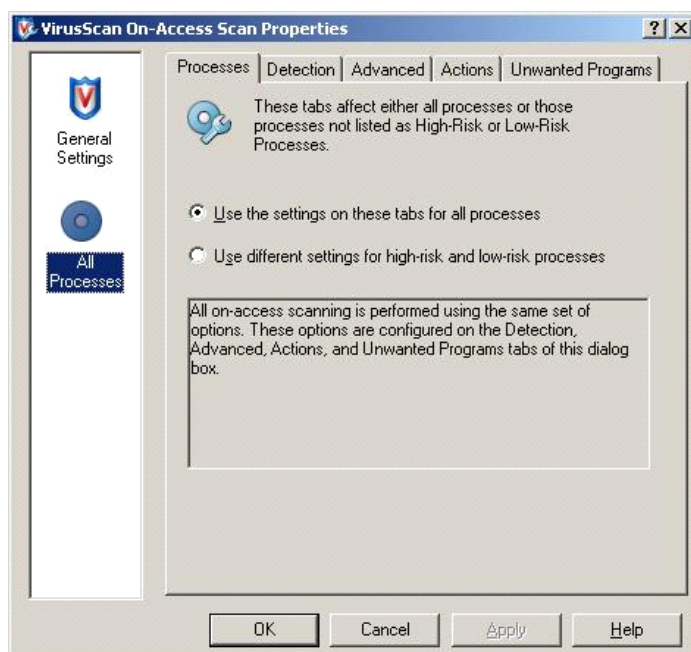 VirusScan On-Access Scan Properties
General
Settings
All
Processes
Processes
Detection
Advanced
Actions
Unwanted Programs
These tabs affect either all processes or those
processes not listed as High-Risk or Low-Risk
Processes.
Use the settings on these tabs for all processes
Use different settings for high-risk and low-risk processes
All on-access scanning is performed using the same set of
options. These options are configured on the Detection,
Advanced, Actions, and Unwanted Programs tabs of this dialog
box.
OK
Cancel
Apply
Help